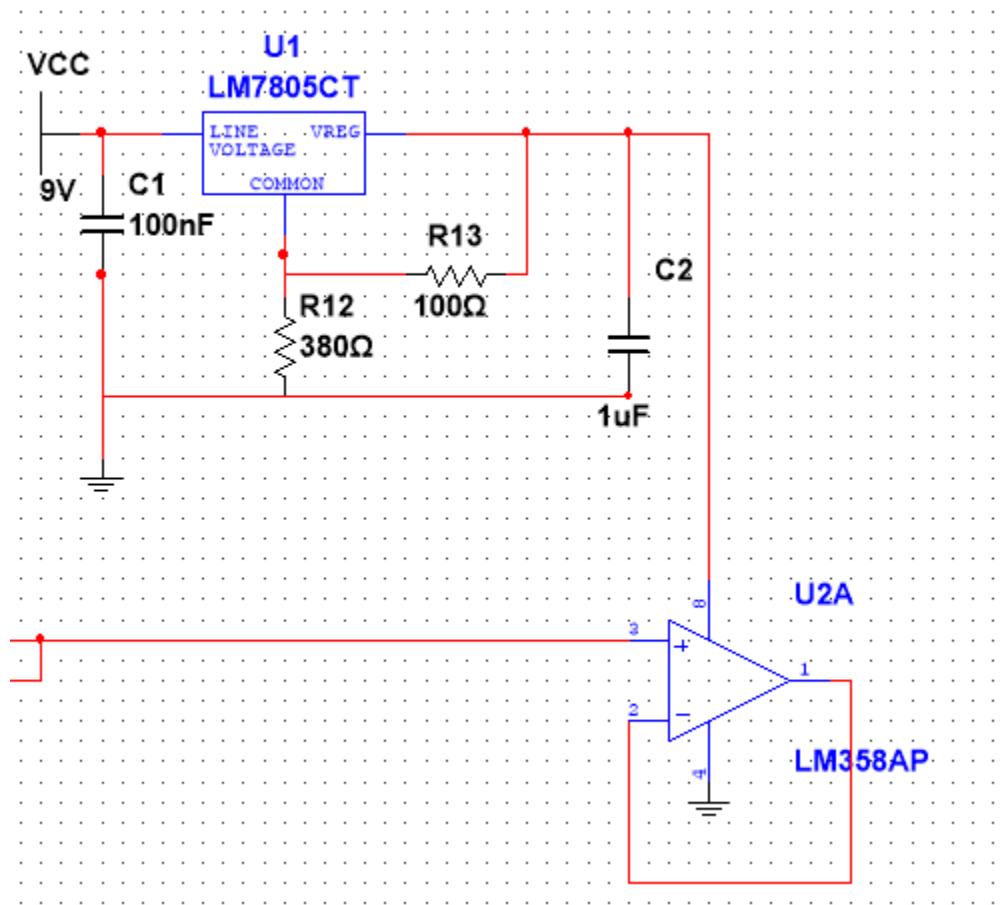 U1
VCC
LM7805CT
LINE VREG
VOLTAGE
COMMON
9V
C1
100nF
R13
100Ω
C2
R12
380Ω
1uF
U2A
8
3
+
1
2
−
LM358AP
4